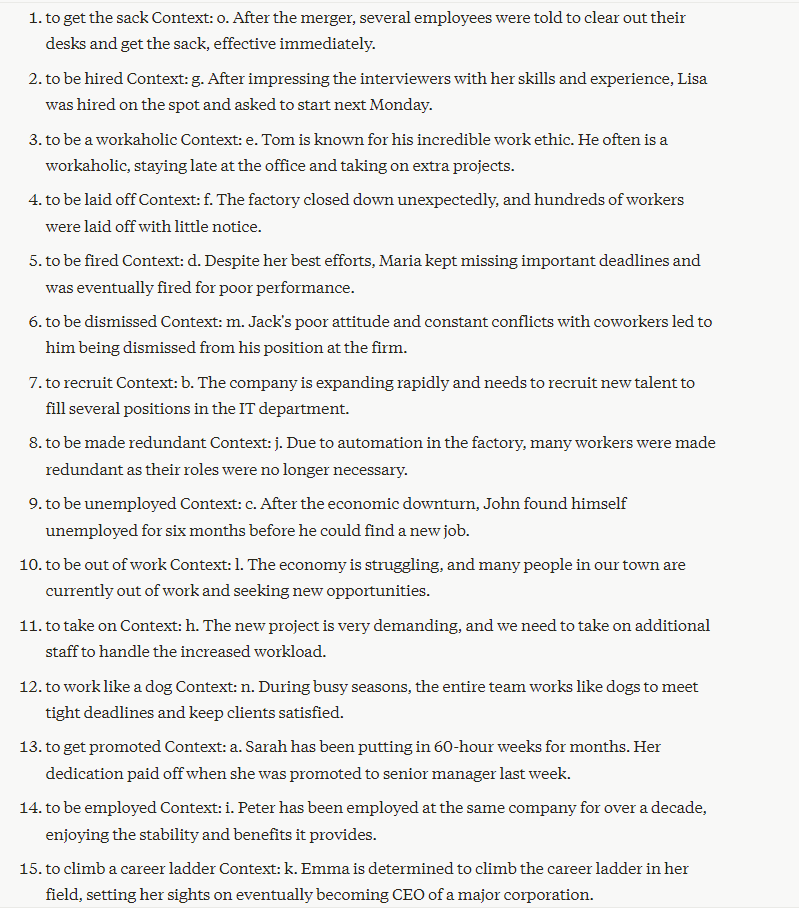 1. to get the sack Context: o. After the merger, several employees were told to clear out their
desks and get the sack, effective immediately.
2. to be hired Context: g. After impressing the interviewers with her skills and experience, Lisa
was hired on the spot and asked to start next Monday.
3. to be a workaholic Context: e. Tom is known for his incredible work ethic. He often is a
workaholic, staying late at the office and taking on extra projects.
4. to be laid off Context: f. The factory closed down unexpectedly, and hundreds of workers
were laid off with little notice.
5. to be fired Context: d. Despite her best efforts, Maria kept missing important deadlines and
was eventually fired for poor performance.
6. to be dismissed Context: m. Jack's poor attitude and constant conflicts with coworkers led to
him being dismissed from his position at the firm.
7. to recruit Context: b. The company is expanding rapidly and needs to recruit new talent to
fill several positions in the IT department.
8. to be made redundant Context: j. Due to automation in the factory, many workers were made
redundant as their roles were no longer necessary.
9. to be unemployed Context: c. After the economic downturn, John found himself
unemployed for six months before he could find a new job.
10. to be out of work Context: l. The economy is struggling, and many people in our town are
currently out of work and seeking new opportunities.
11. to take on Context: h. The new project is very demanding, and we need to take on additional
staff to handle the increased workload.
12. to work like a dog Context: n. During busy seasons, the entire team works like dogs to meet
tight deadlines and keep clients satisfied.
13. to get promoted Context: a. Sarah has been putting in 60-hour weeks for months. Her
dedication paid off when she was promoted to senior manager last week.
14. to be employed Context: i. Peter has been employed at the same company for over a decade,
enjoying the stability and benefits it provides.
15. to climb a career ladder Context: k. Emma is determined to climb the career ladder in her
field, setting her sights on eventually becoming CEO of a major corporation.